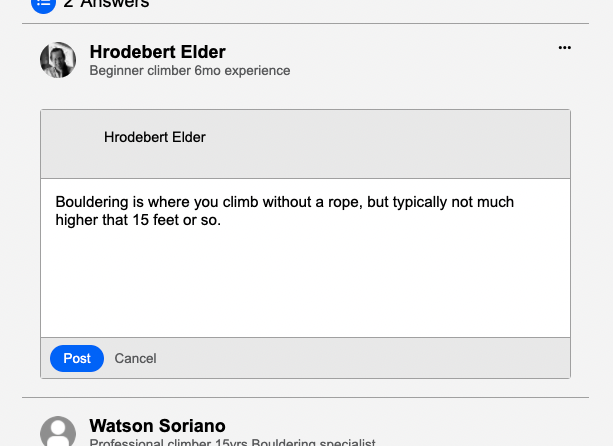 2 Answers
Hrodebert Elder
Beginner climber 6mo experience
Hrodebert Elder
Bouldering is where you climb without a rope, but typically not much
higher that 15 feet or so.
Post
Cancel
Watson Soriano
Professional climber 15yrs Bouldering specialist